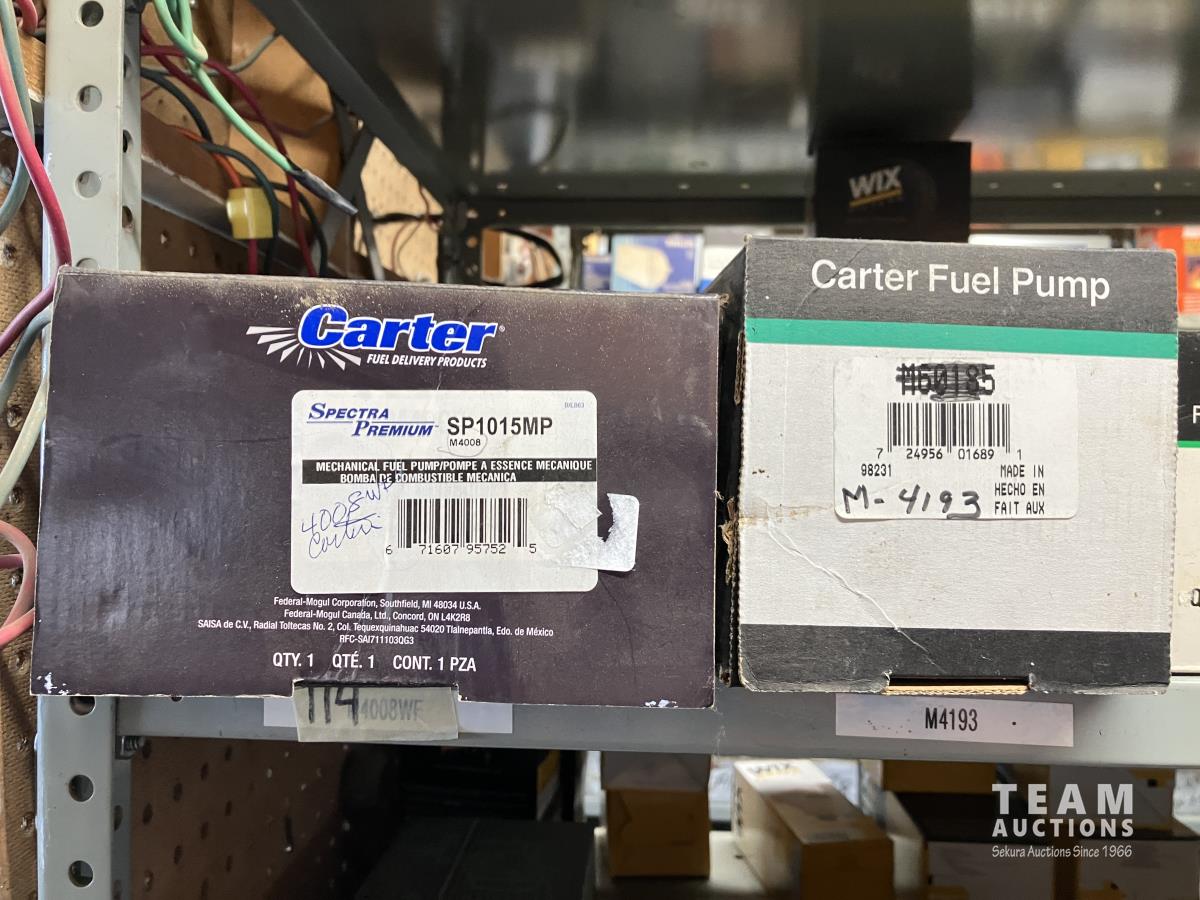 WIX
Carter
FUEL DELIVERY PRODUCTS
SPECTRA PREMIUM SP1015MP
M4008
MECHANICAL FUEL PUMP/POMPE A ESSENCE MECANIQUE
BOMBA DE COMBUSTIBLE MECANICA
4008
Carter
6 71607 95752 5
Federal-Mogul Corporation, Southfield, MI 48034 U.S.A.
Federal-Mogul Canada, Ltd., Concord, ON L4K2R8
SAISA de C.V., Radial Toltecas No. 2, Col. Tequexquinahuac 54020 Tlalnepantla, Edo. de México
RFC-SAI711103QG3
QTY. 1 QTÉ. 1 CONT. 1 PZA
114
4008WF
Carter Fuel Pump
M60185
7 24956 01689 1
98231
MADE IN
HECHO EN
FAIT AUX
M-4193
M4193
WIX
TEAM
AUCTIONS
Sekura Auctions Since 1966